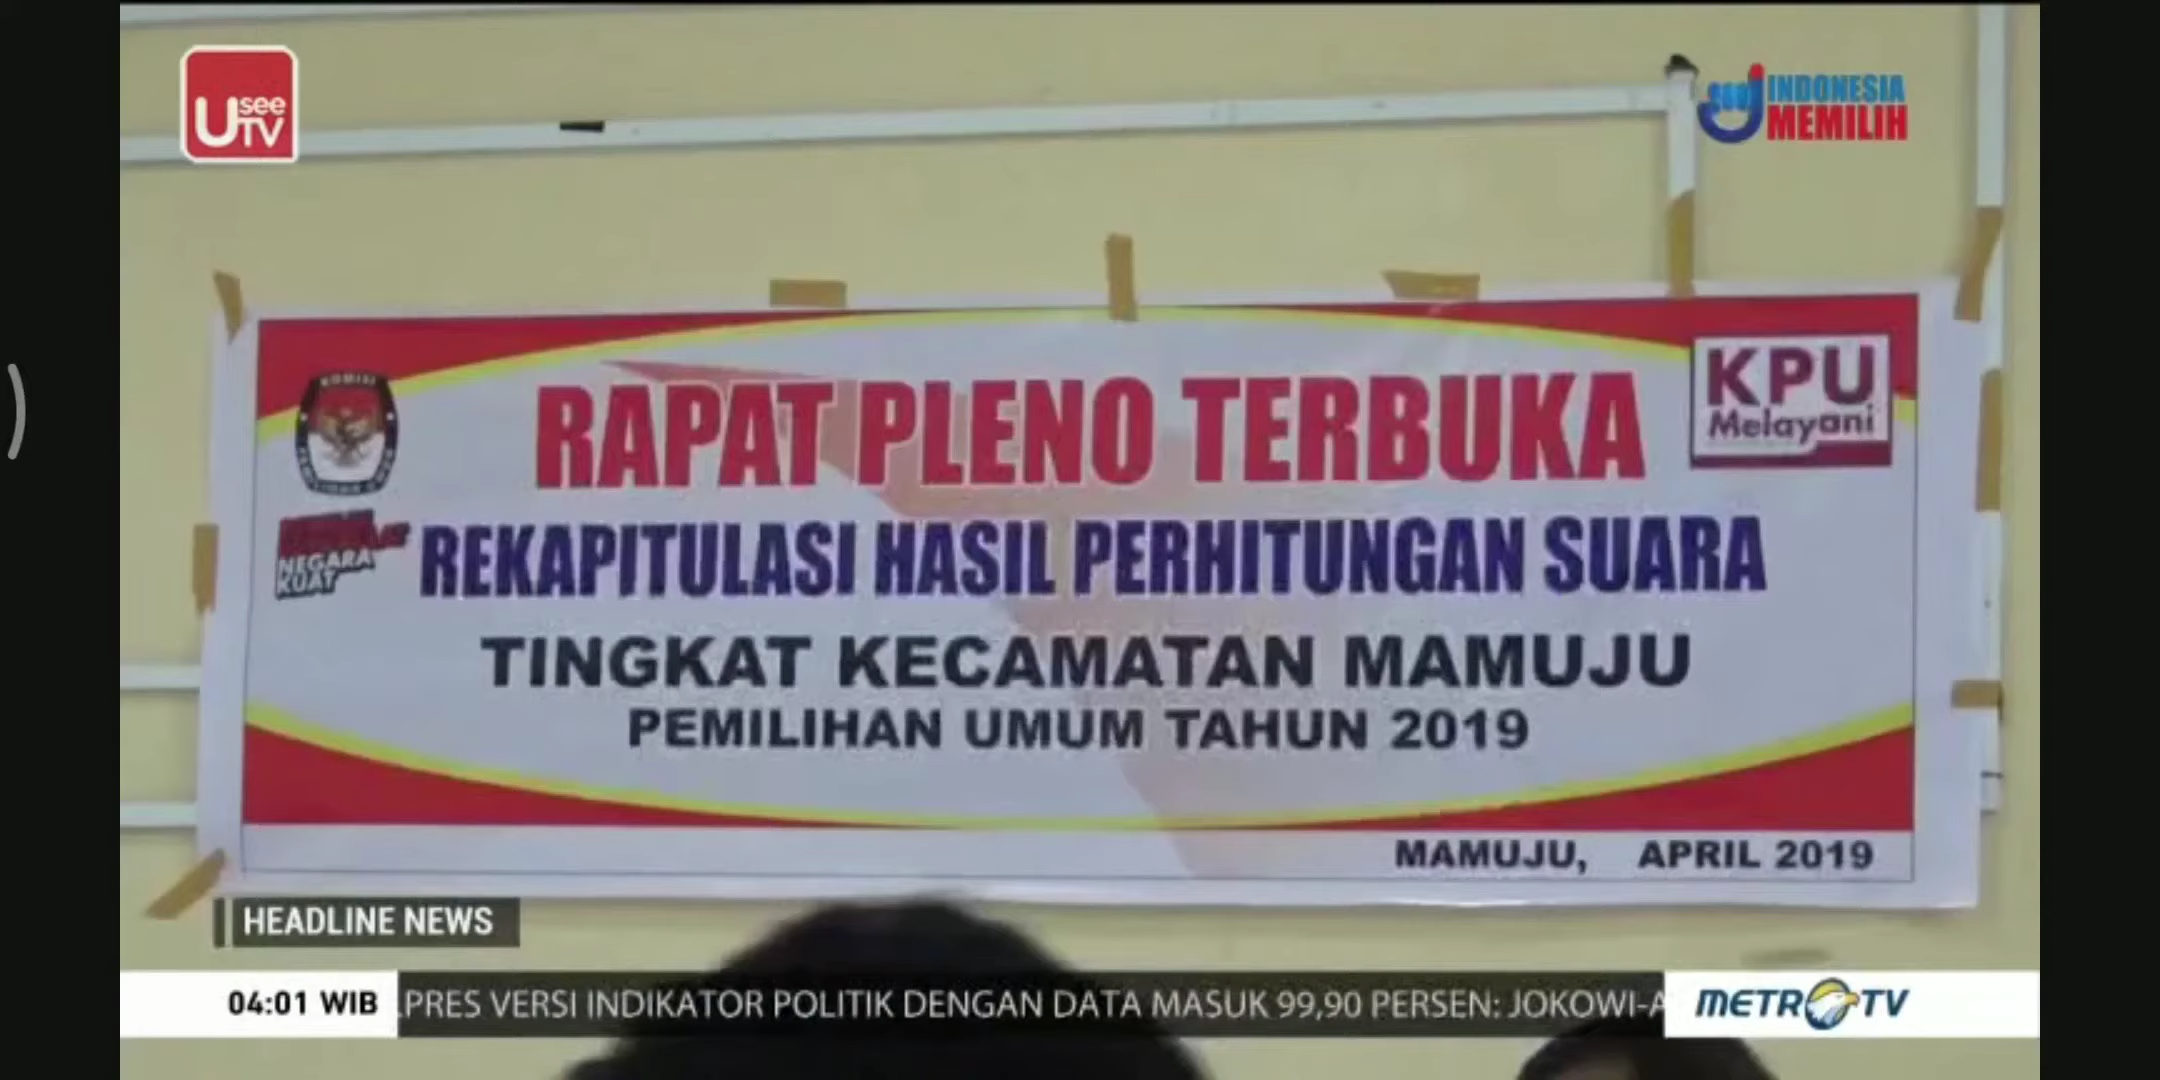 U see TV
INDONESIA
MEMILIH
KOMISI
KPU
Melayani
RAPAT PLENO TERBUKA
REKAPITULASI HASIL PERHITUNGAN SUARA
NEGARA
KUAT
TINGKAT KECAMATAN MAMUJU
PEMILIHAN UMUM TAHUN 2019
MAMUJU, APRIL 2019
HEADLINE NEWS
04:01 WIB
PRES VERSI INDIKATOR POLITIK DENGAN DATA MASUK 99,90 PERSEN: JOKOWI-
METRO TV